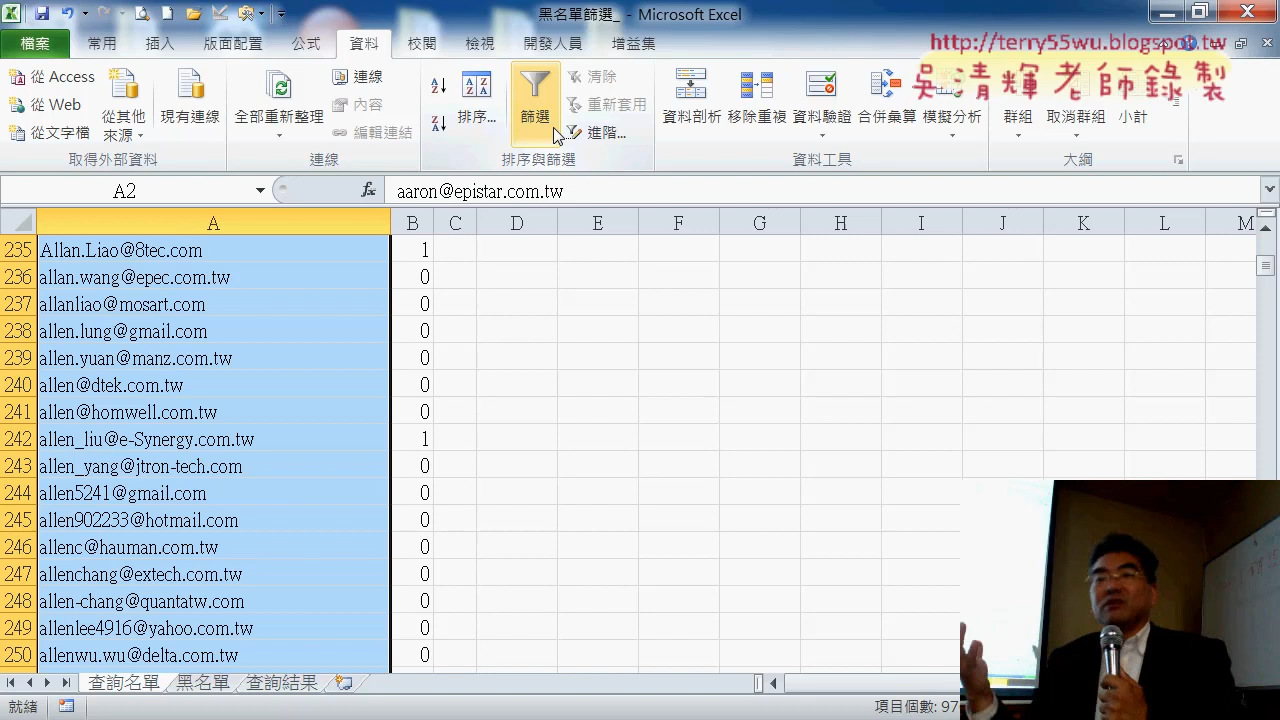 黑名單篩選_ - Microsoft Excel
http://terry55wu.blogspot.tw
吳清輝老師錄製
檔案 常用 插入 版面配置 公式 資料 校閱 檢視 開發人員 增益集
從 Access
從 Web
從文字檔
從其他來源
現有連線
取得外部資料
全部重新整理
連線
內容
編輯連結
連線
排序...
篩選
清除
重新套用
進階...
排序與篩選
資料剖析 移除重複 資料驗證 合併彙算 模擬分析
資料工具
群組 取消群組 小計
大綱
A2 fx aaron@epistar.com.tw
A B C D E F G H I J K L M
235 Allan.Liao@8tec.com 1
236 allan.wang@epec.com.tw 0
237 allanliao@mosart.com 0
238 allen.lung@gmail.com 0
239 allen.yuan@manz.com.tw 0
240 allen@dtek.com.tw 0
241 allen@homwell.com.tw 0
242 allen_liu@e-Synergy.com.tw 1
243 allen_yang@jtron-tech.com 0
244 allen5241@gmail.com 0
245 allen902233@hotmail.com 0
246 allenc@hauman.com.tw 0
247 allenchang@extech.com.tw 0
248 allen-chang@quantatw.com 0
249 allenlee4916@yahoo.com.tw 0
250 allenwu.wu@delta.com.tw 0
查詢名單 黑名單 查詢結果
就緒
項目個數: 97